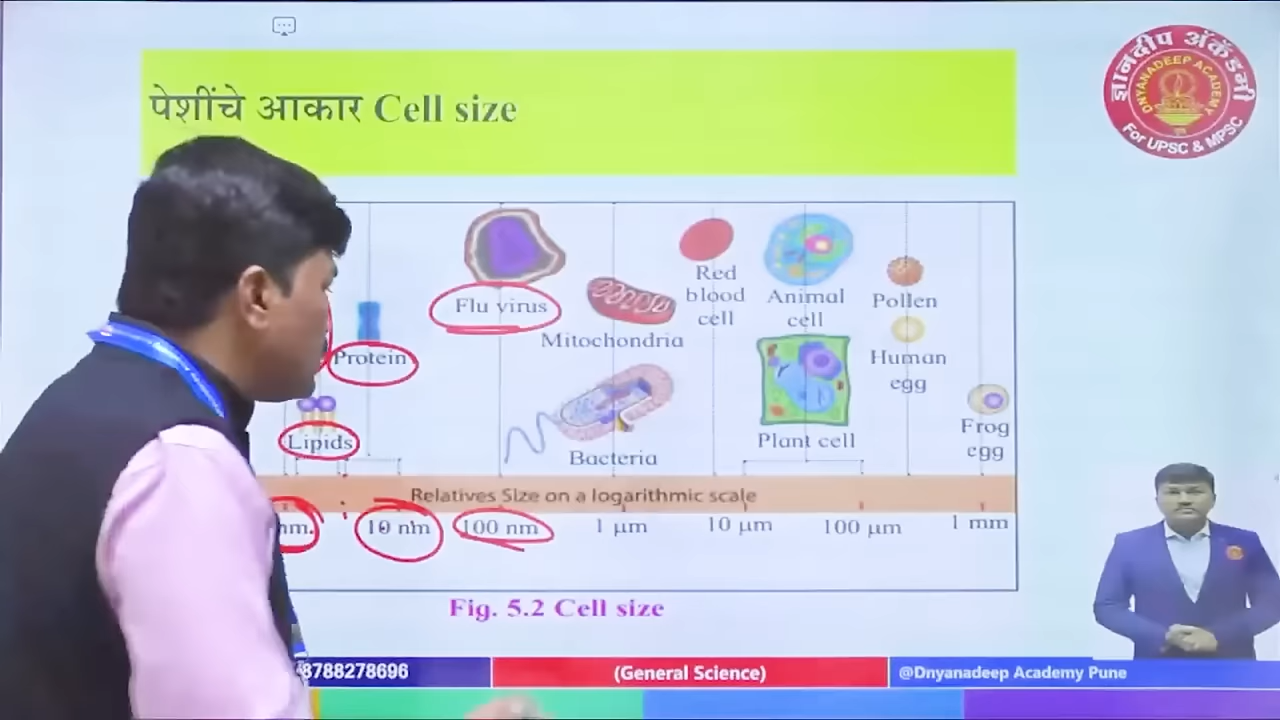 पेशींचे आकार Cell size
ज्ञानदीप अ‍ॅकॅडमी
DNYANADEEP ACADEMY
For UPSC & MPSC
Flu virus
Mitochondria
Red
blood
cell
Animal
cell
Pollen
Human
egg
Protein
Lipids
Bacteria
Plant cell
Frog
egg
Relatives Size on a logarithmic scale
nm. 10 nm 100 nm 1 µm 10 µm 100 µm 1 mm
Fig. 5.2 Cell size
8788278696
(General Science)
@Dnyanadeep Academy Pune